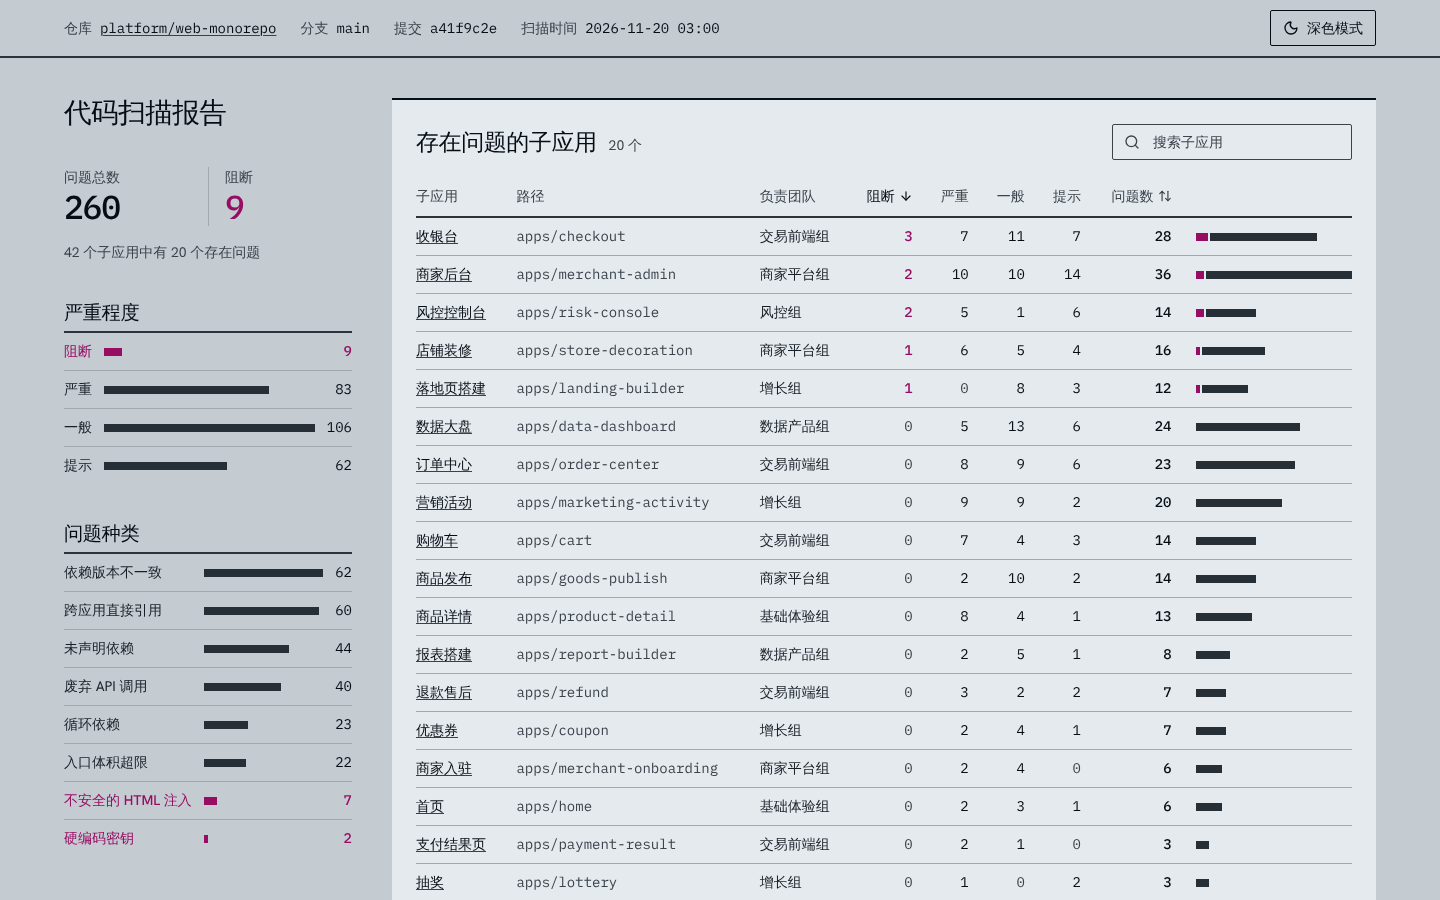 仓库 platform/web-monorepo 分支 main 提交 a41f9c2e 扫描时间 2026-11-20 03:00 深色模式
代码扫描报告
问题总数 阻断
260 9
42 个子应用中有 20 个存在问题
严重程度
阻断 9
严重 83
一般 106
提示 62
问题种类
依赖版本不一致 62
跨应用直接引用 60
未声明依赖 44
废弃 API 调用 40
循环依赖 23
入口体积超限 22
不安全的 HTML 注入 7
硬编码密钥 2
存在问题的子应用 20 个 搜索子应用
子应用 路径 负责团队 阻断 ↓ 严重 一般 提示 问题数 ↑↓
收银台 apps/checkout 交易前端组 3 7 11 7 28
商家后台 apps/merchant-admin 商家平台组 2 10 10 14 36
风控控制台 apps/risk-console 风控组 2 5 1 6 14
店铺装修 apps/store-decoration 商家平台组 1 6 5 4 16
落地页搭建 apps/landing-builder 增长组 1 0 8 3 12
数据大盘 apps/data-dashboard 数据产品组 0 5 13 6 24
订单中心 apps/order-center 交易前端组 0 8 9 6 23
营销活动 apps/marketing-activity 增长组 0 9 9 2 20
购物车 apps/cart 交易前端组 0 7 4 3 14
商品发布 apps/goods-publish 商家平台组 0 2 10 2 14
商品详情 apps/product-detail 基础体验组 0 8 4 1 13
报表搭建 apps/report-builder 数据产品组 0 2 5 1 8
退款售后 apps/refund 交易前端组 0 3 2 2 7
优惠券 apps/coupon 增长组 0 2 4 1 7
商家入驻 apps/merchant-onboarding 商家平台组 0 2 4 0 6
首页 apps/home 基础体验组 0 2 3 1 6
支付结果页 apps/payment-result 交易前端组 0 2 1 0 3
抽奖 apps/lottery 增长组 0 1 0 2 3